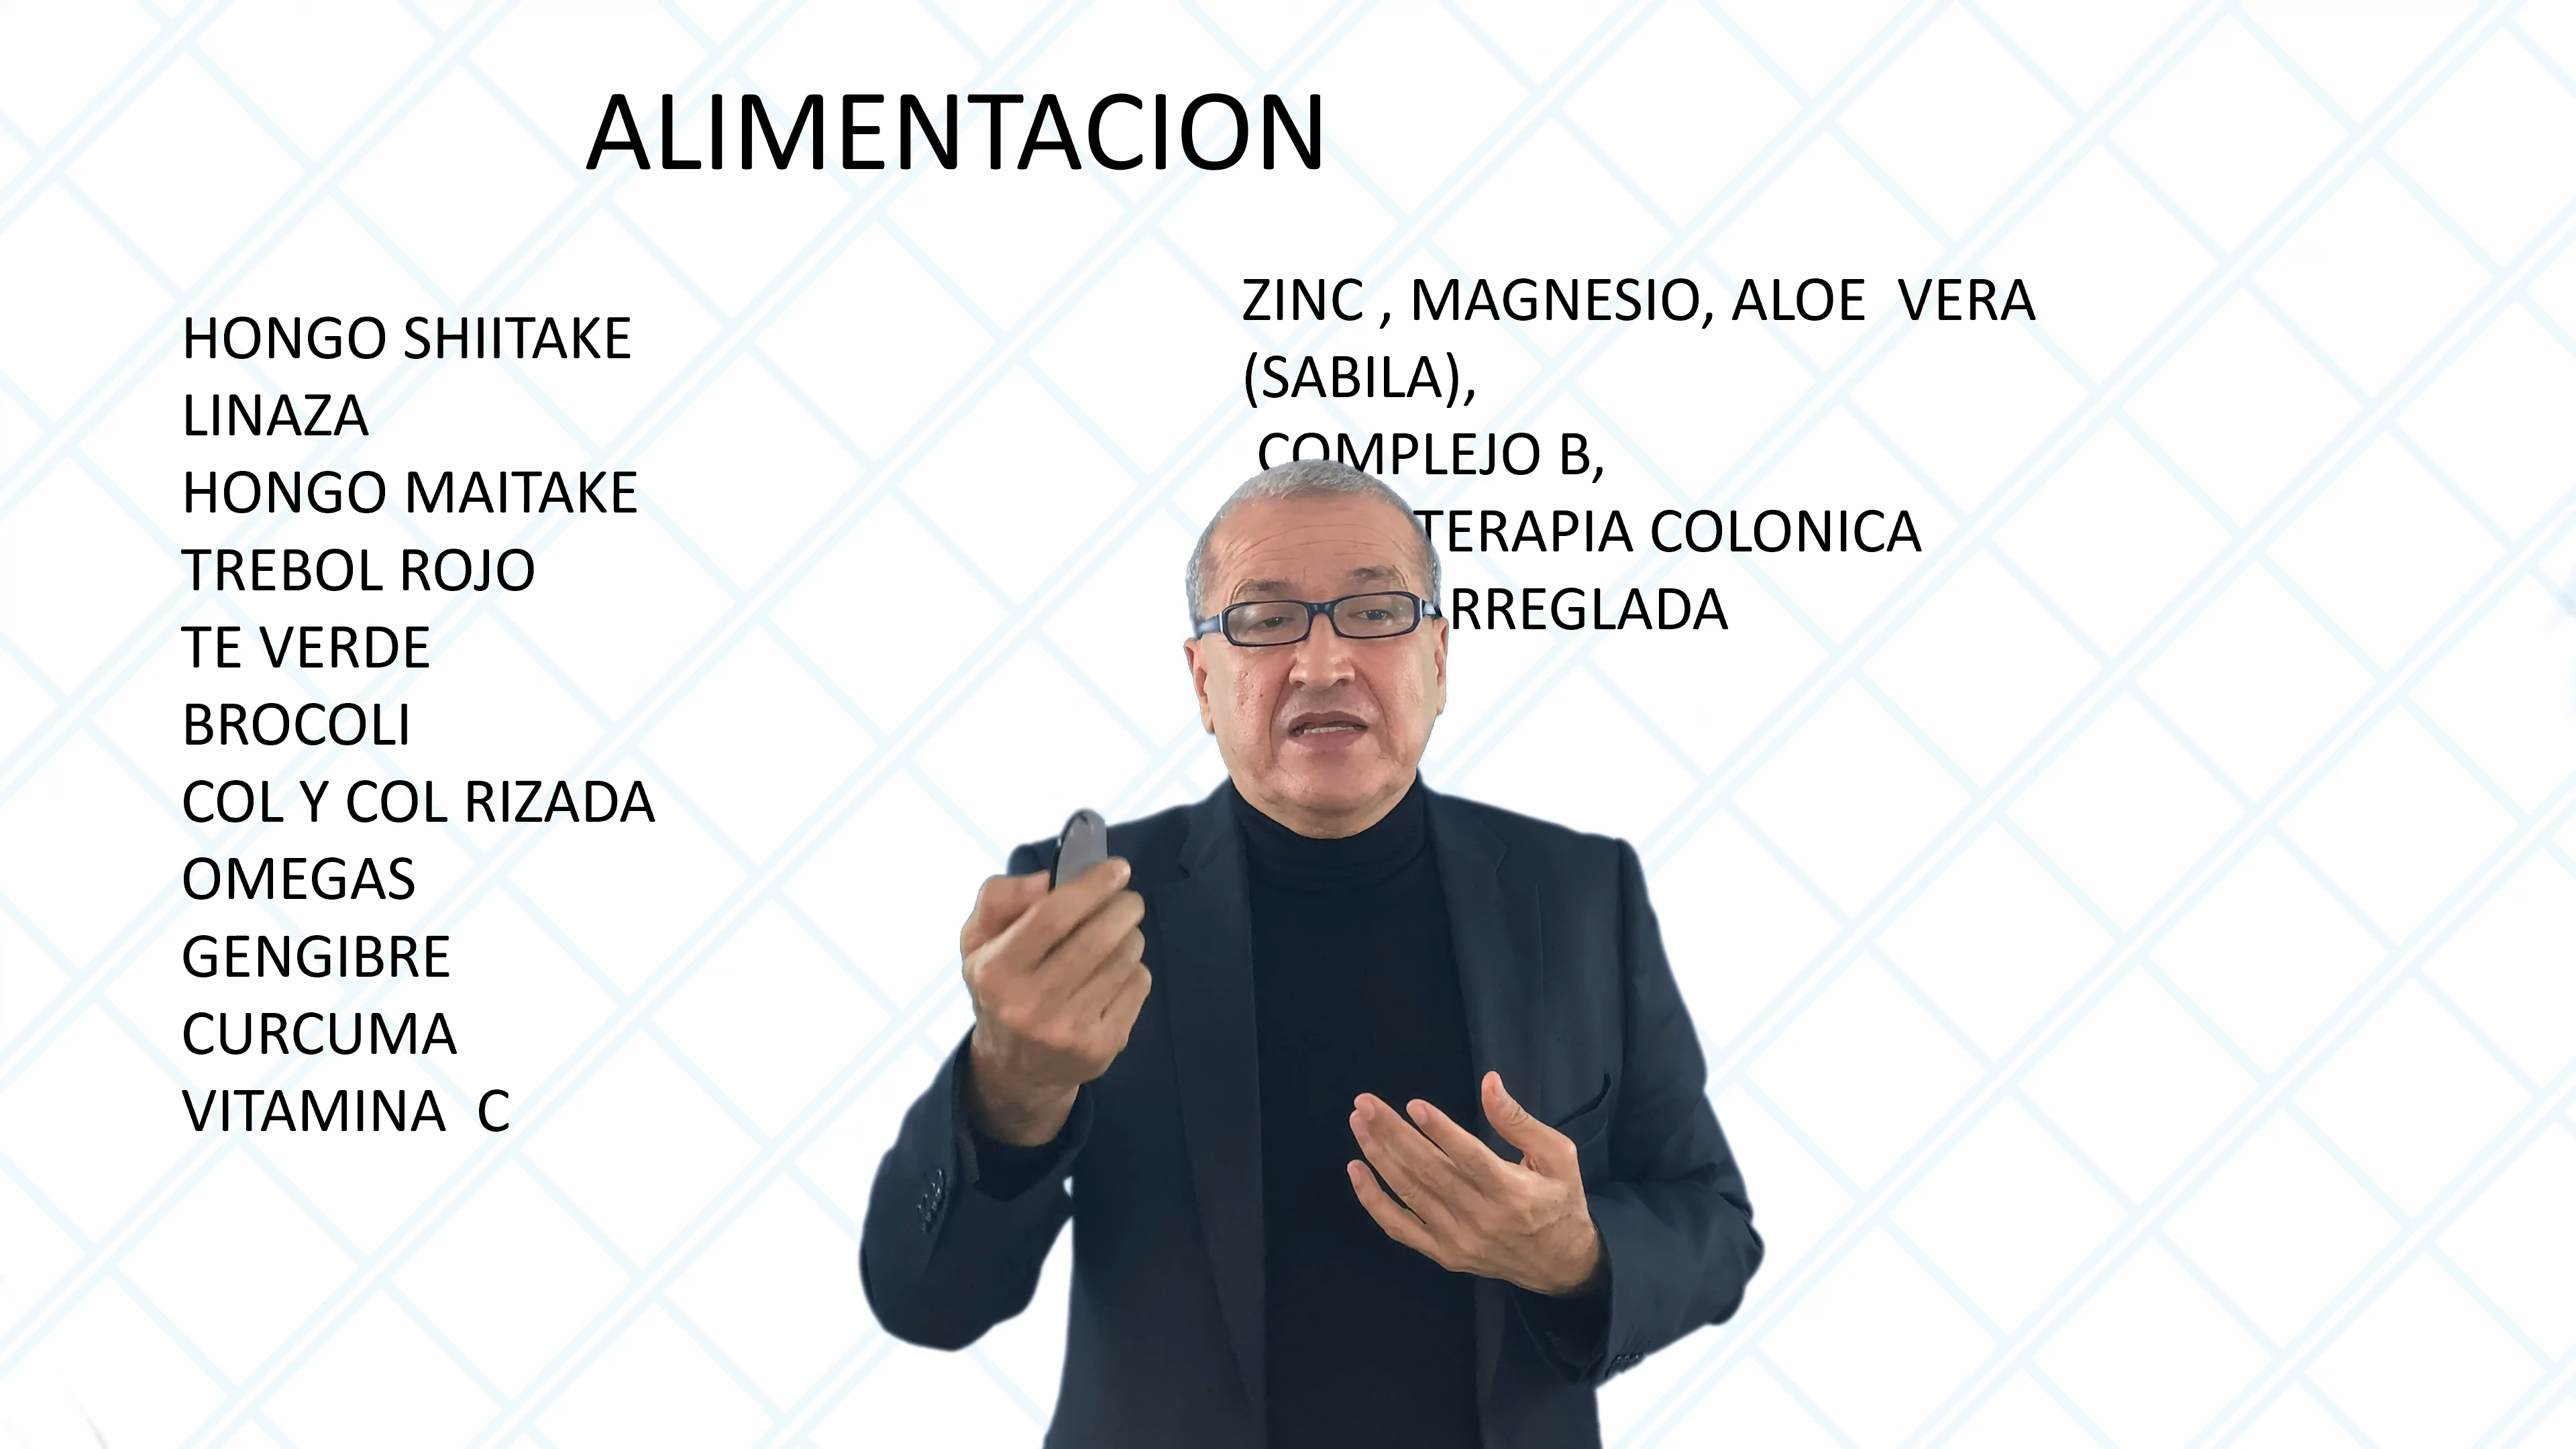 ALIMENTACION
HONGO SHIITAKE
LINAZA
HONGO MAITAKE
TREBOL ROJO
TE VERDE
BROCOLI
COL Y COL RIZADA
OMEGAS
GENGIBRE
CURCUMA
VITAMINA C
ZINC , MAGNESIO, ALOE VERA
(SABILA),
COMPLEJO B,
TERAPIA COLONICA
RREGLADA